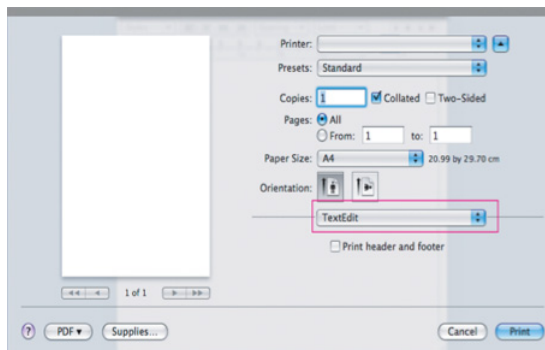 Printer:
Presets: Standard
Copies: 1 Collated Two-Sided
Pages: All
From: 1 to: 1
Paper Size: A4 20.99 by 29.70 cm
Orientation:
TextEdit
Print header and footer
1 of 1
? PDF Supplies... Cancel Print